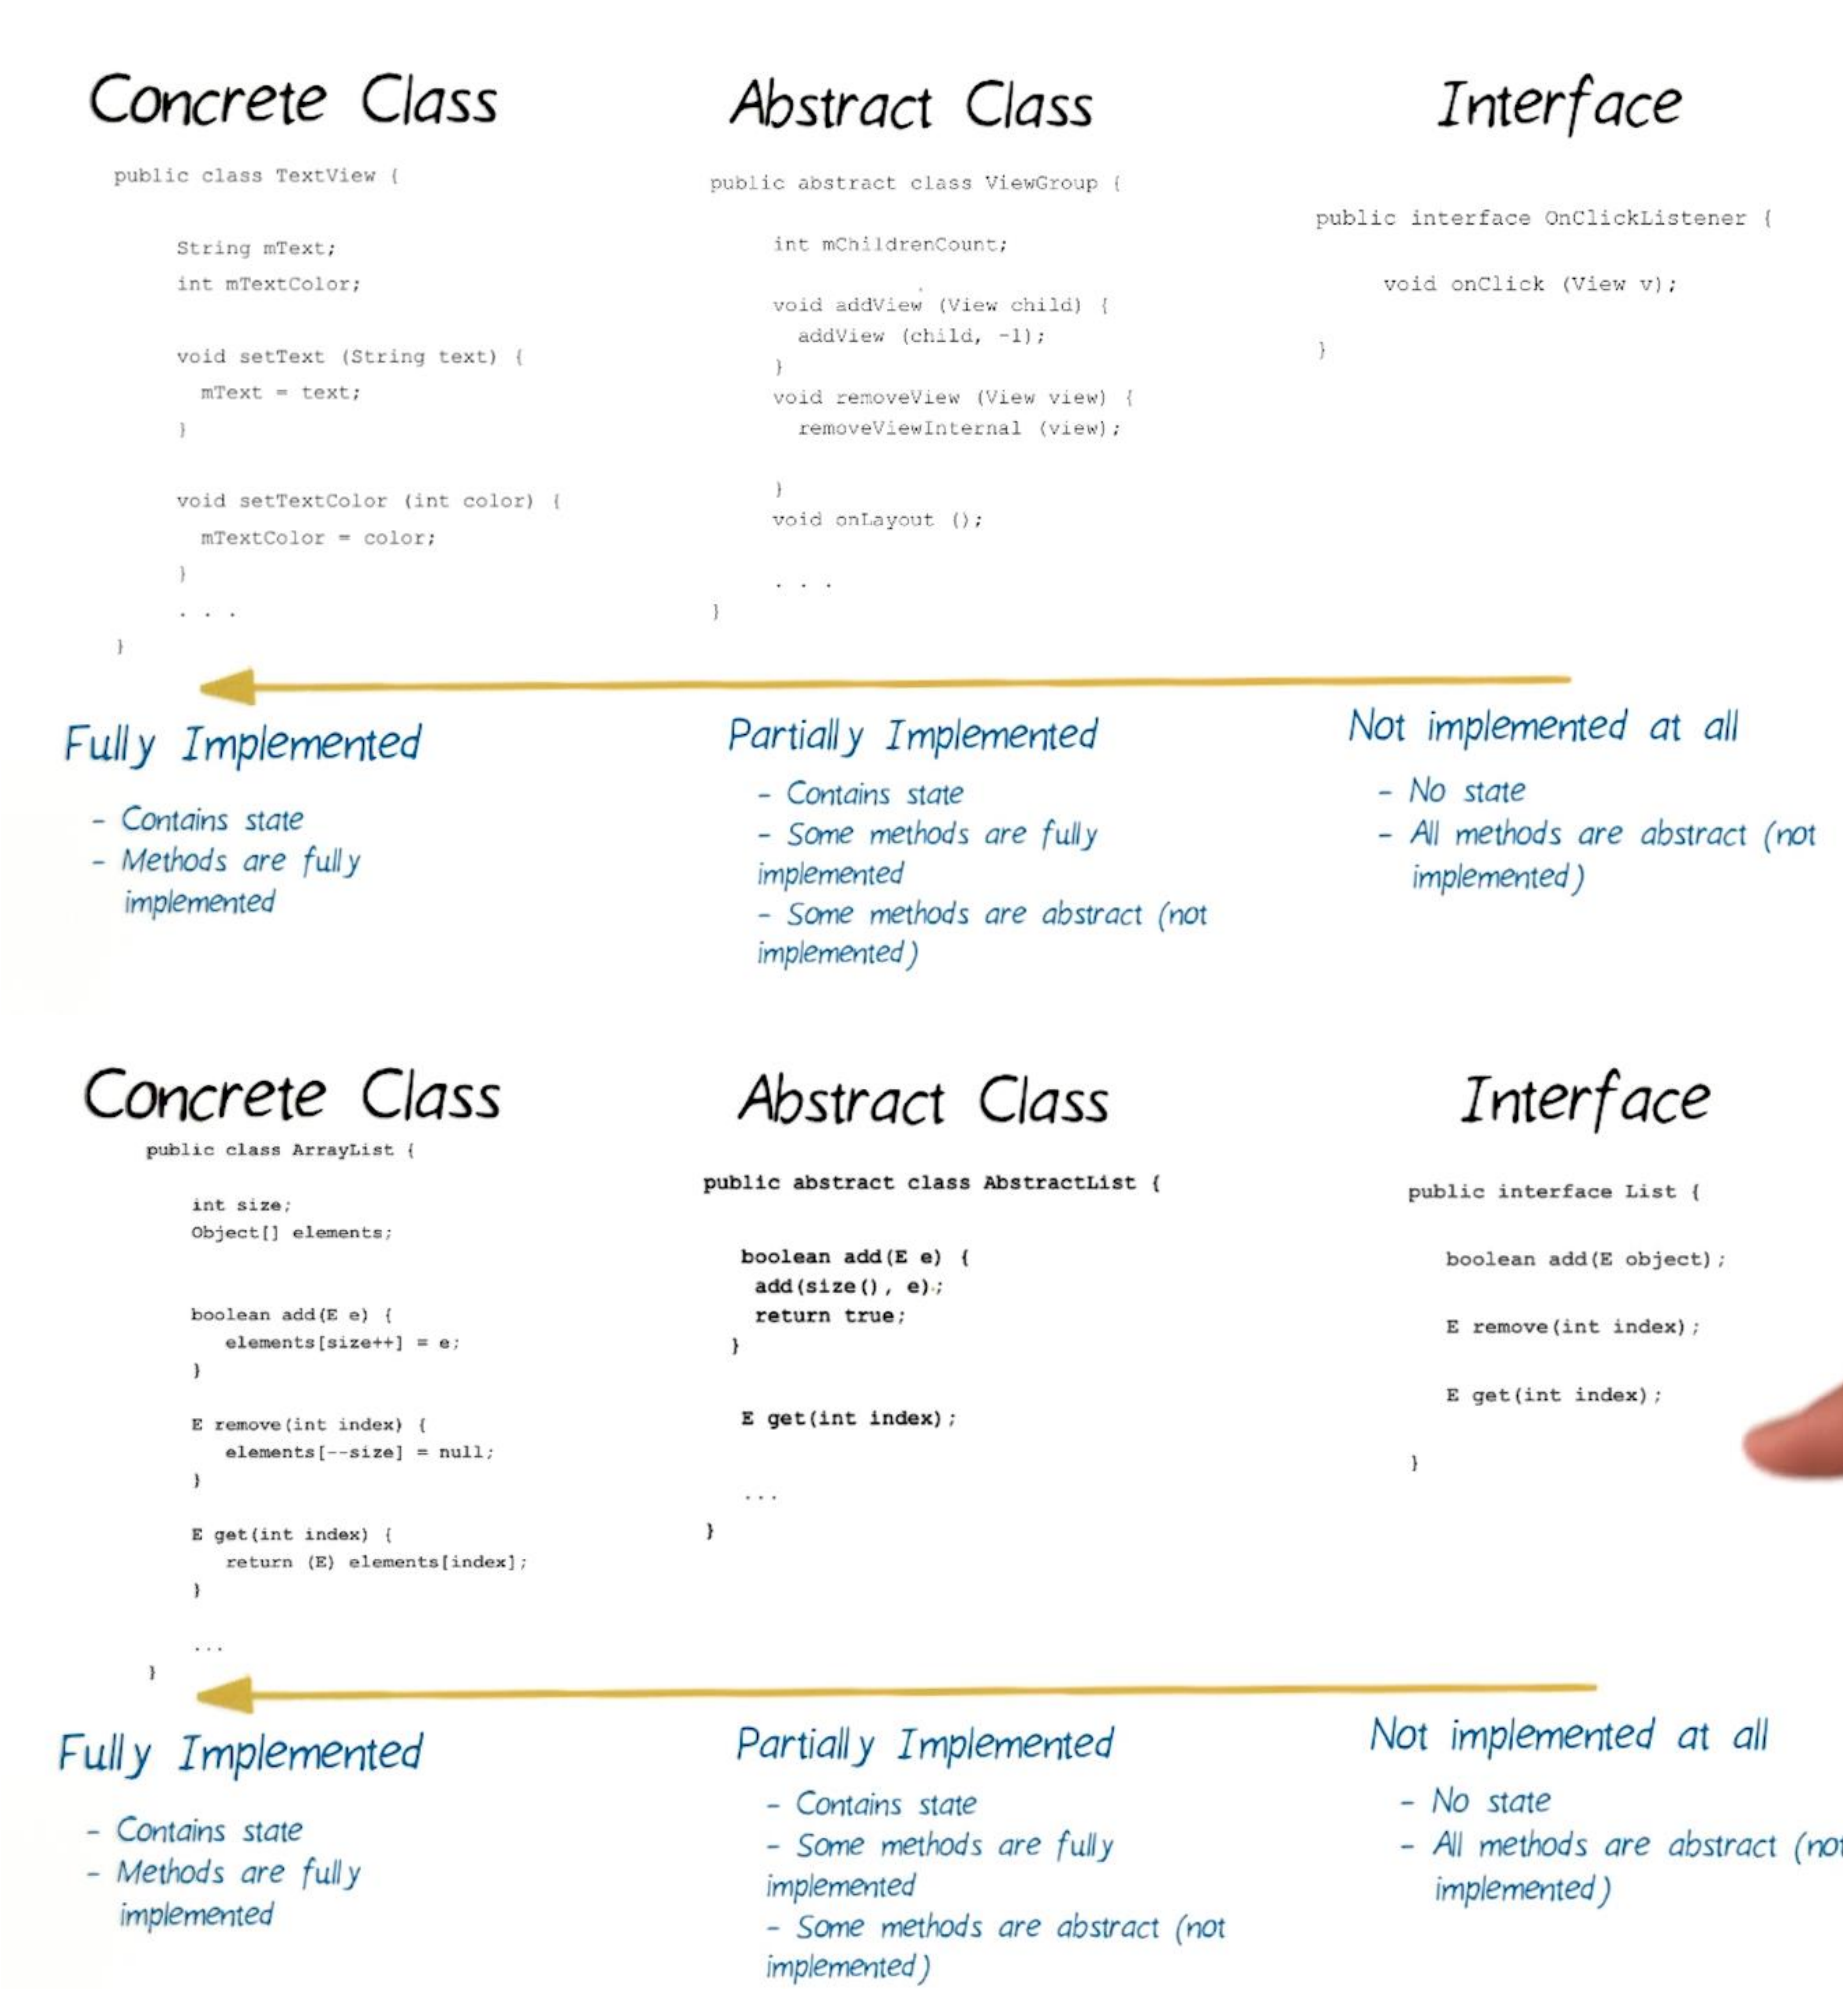 Concrete Class
public class TextView {
String mText;
int mTextColor;
void setText (String text) {
mText = text;
}
void setTextColor (int color) {
mTextColor = color;
}
. . .
}
Abstract Class
public abstract class ViewGroup {
int mChildrenCount;
void addView (View child) {
addView (child, -1);
}
void removeView (View view) {
removeViewInternal (view);
}
void onLayout ();
. . .
}
Interface
public interface OnClickListener {
void onClick (View v);
}
Fully Implemented
- Contains state
- Methods are fully
implemented
Partially Implemented
- Contains state
- Some methods are fully
implemented
- Some methods are abstract (not
implemented)
Not implemented at all
- No state
- All methods are abstract (not
implemented)
Concrete Class
public class ArrayList {
int size;
Object[] elements;
boolean add(E e) {
elements[size++] = e;
}
E remove(int index) {
elements[--size] = null;
}
E get(int index) {
return (E) elements[index];
}
...
}
Abstract Class
public abstract class AbstractList {
boolean add(E e) {
add(size(), e);
return true;
}
E get(int index);
...
}
Interface
public interface List {
boolean add(E object);
E remove(int index);
E get(int index);
}
Fully Implemented
- Contains state
- Methods are fully
implemented
Partially Implemented
- Contains state
- Some methods are fully
implemented
- Some methods are abstract (not
implemented)
Not implemented at all
- No state
- All methods are abstract (not
implemented)